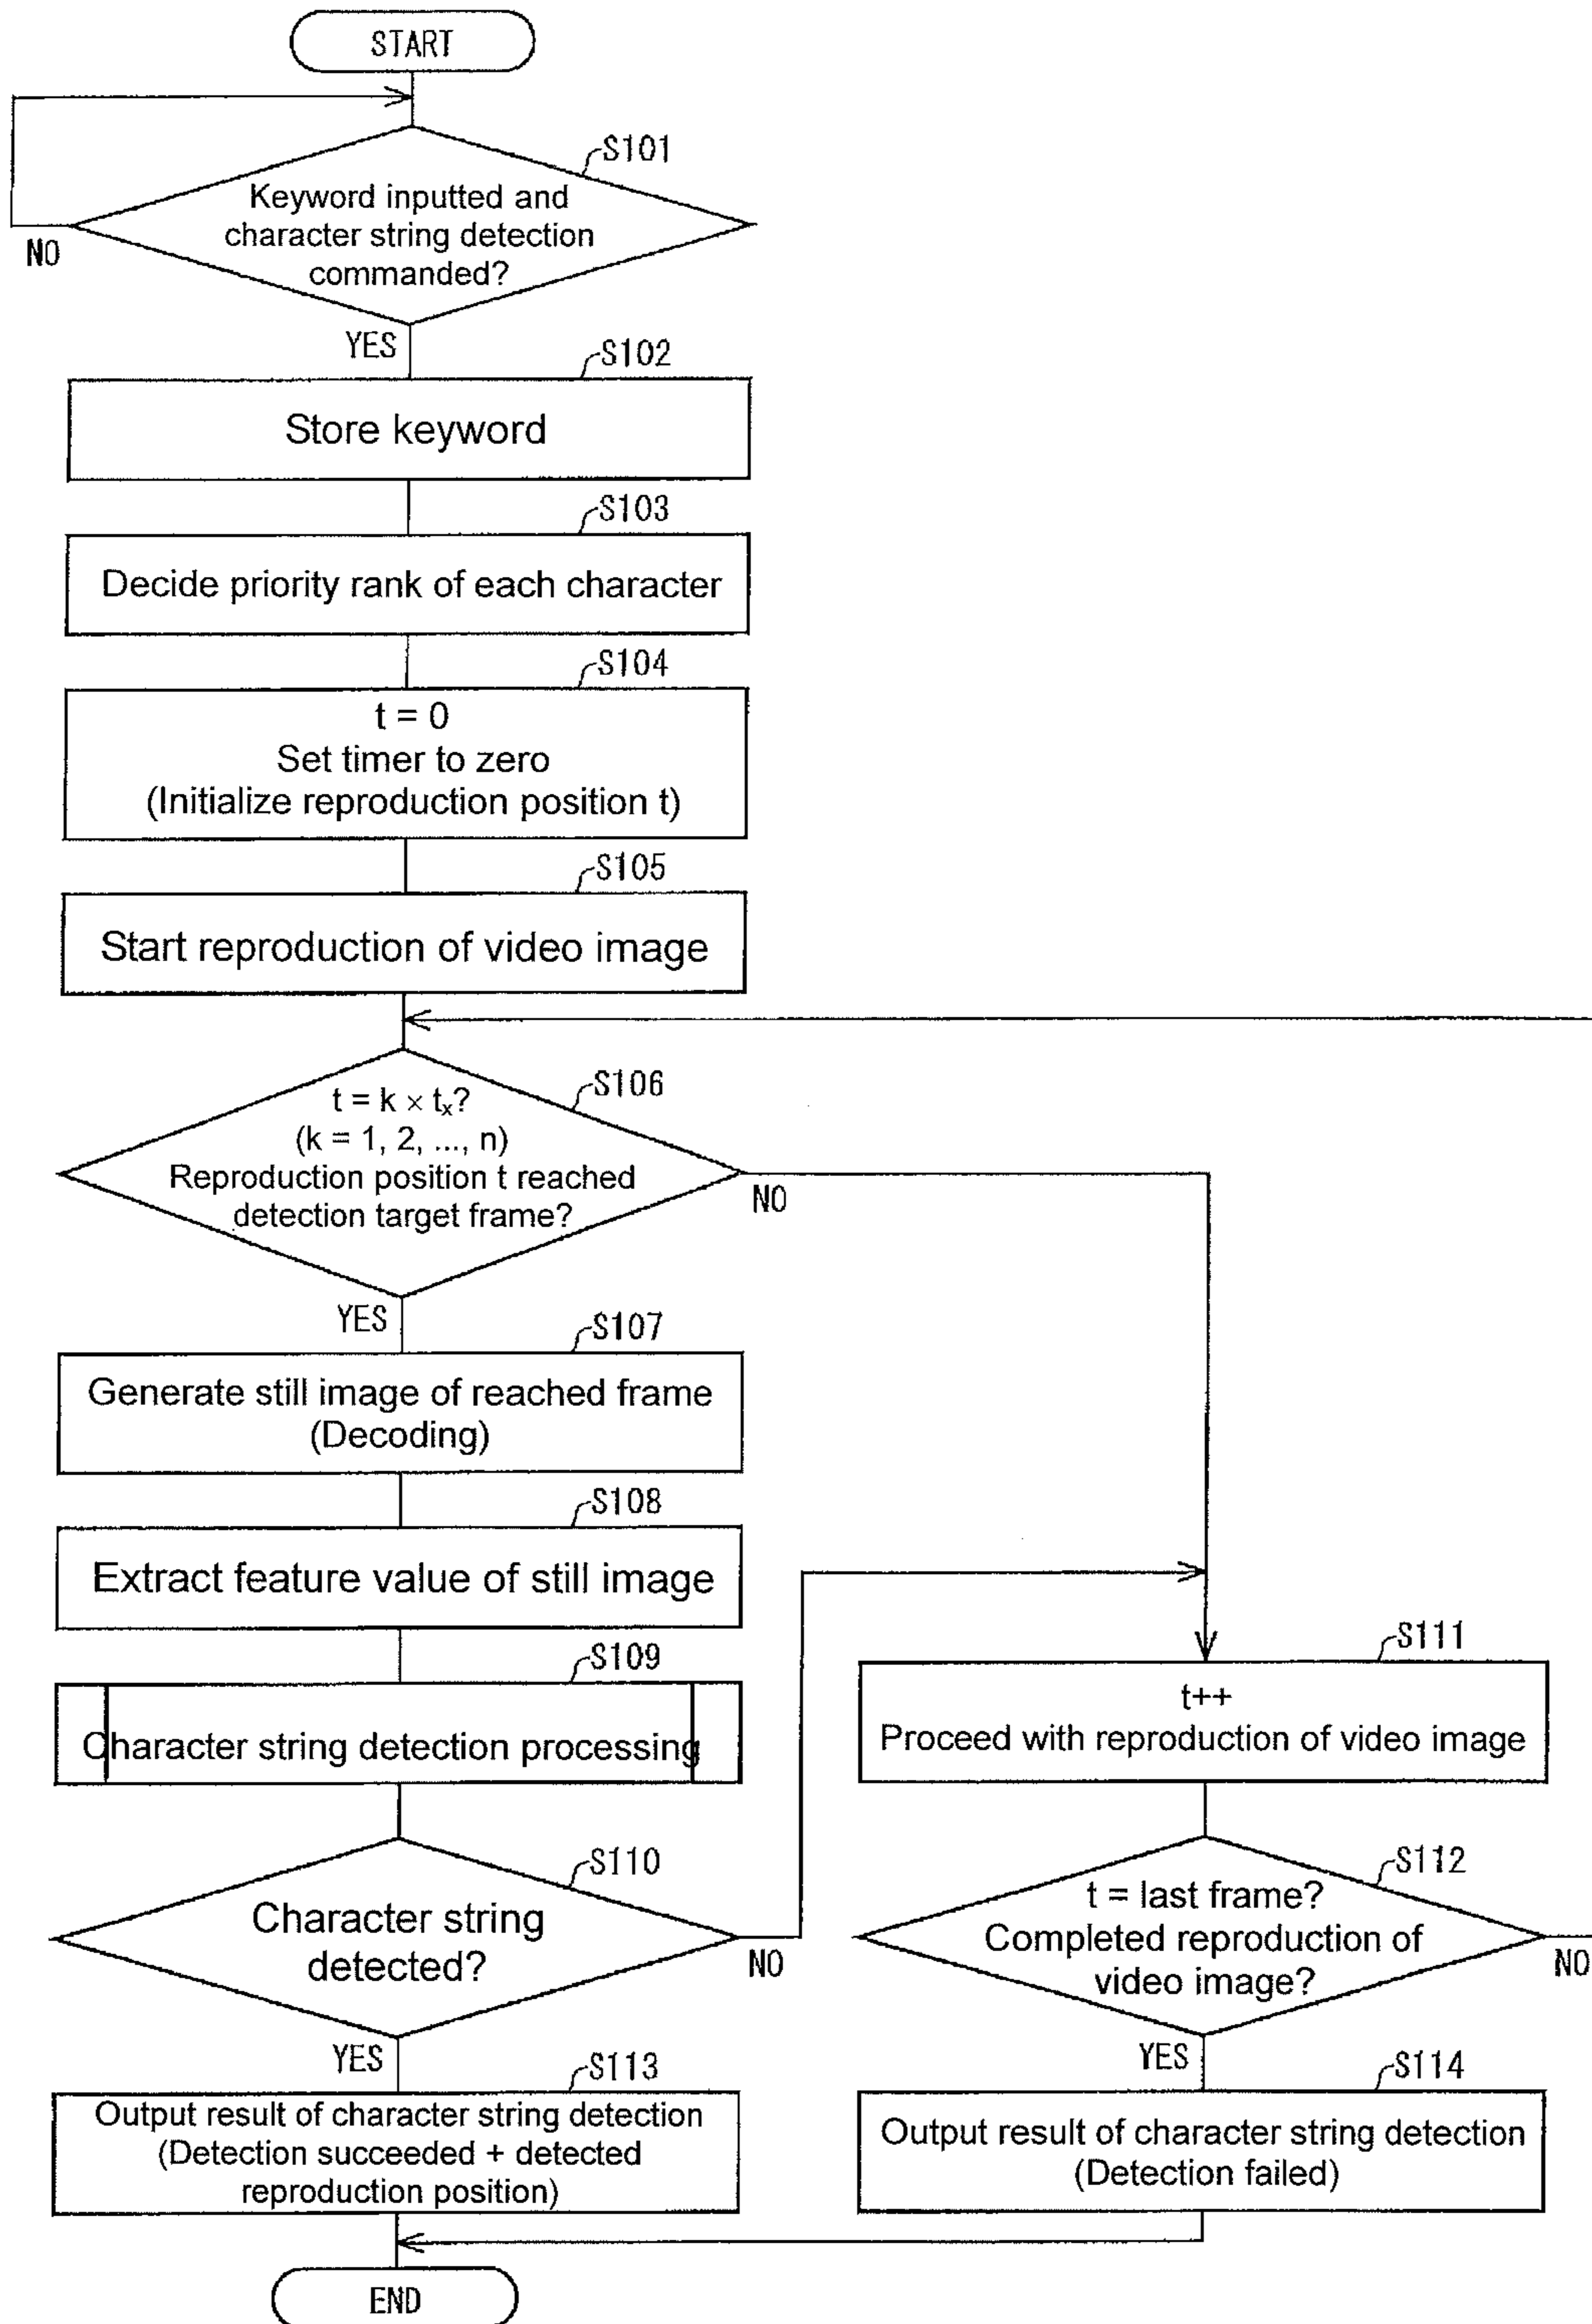 START
S101
Keyword inputted and
character string detection
commanded?
NO
YES
S102
Store keyword
S103
Decide priority rank of each character
S104
t = 0
Set timer to zero
(Initialize reproduction position t)
S105
Start reproduction of video image
S106
t = k × tₓ?
(k = 1, 2, ..., n)
Reproduction position t reached
detection target frame?
NO
YES
S107
Generate still image of reached frame
(Decoding)
S108
Extract feature value of still image
S109
Character string detection processing
S110
Character string
detected?
NO
YES
S111
t++
Proceed with reproduction of video image
S112
t = last frame?
Completed reproduction of
video image?
NO
YES
S113
Output result of character string detection
(Detection succeeded + detected
reproduction position)
S114
Output result of character string detection
(Detection failed)
END